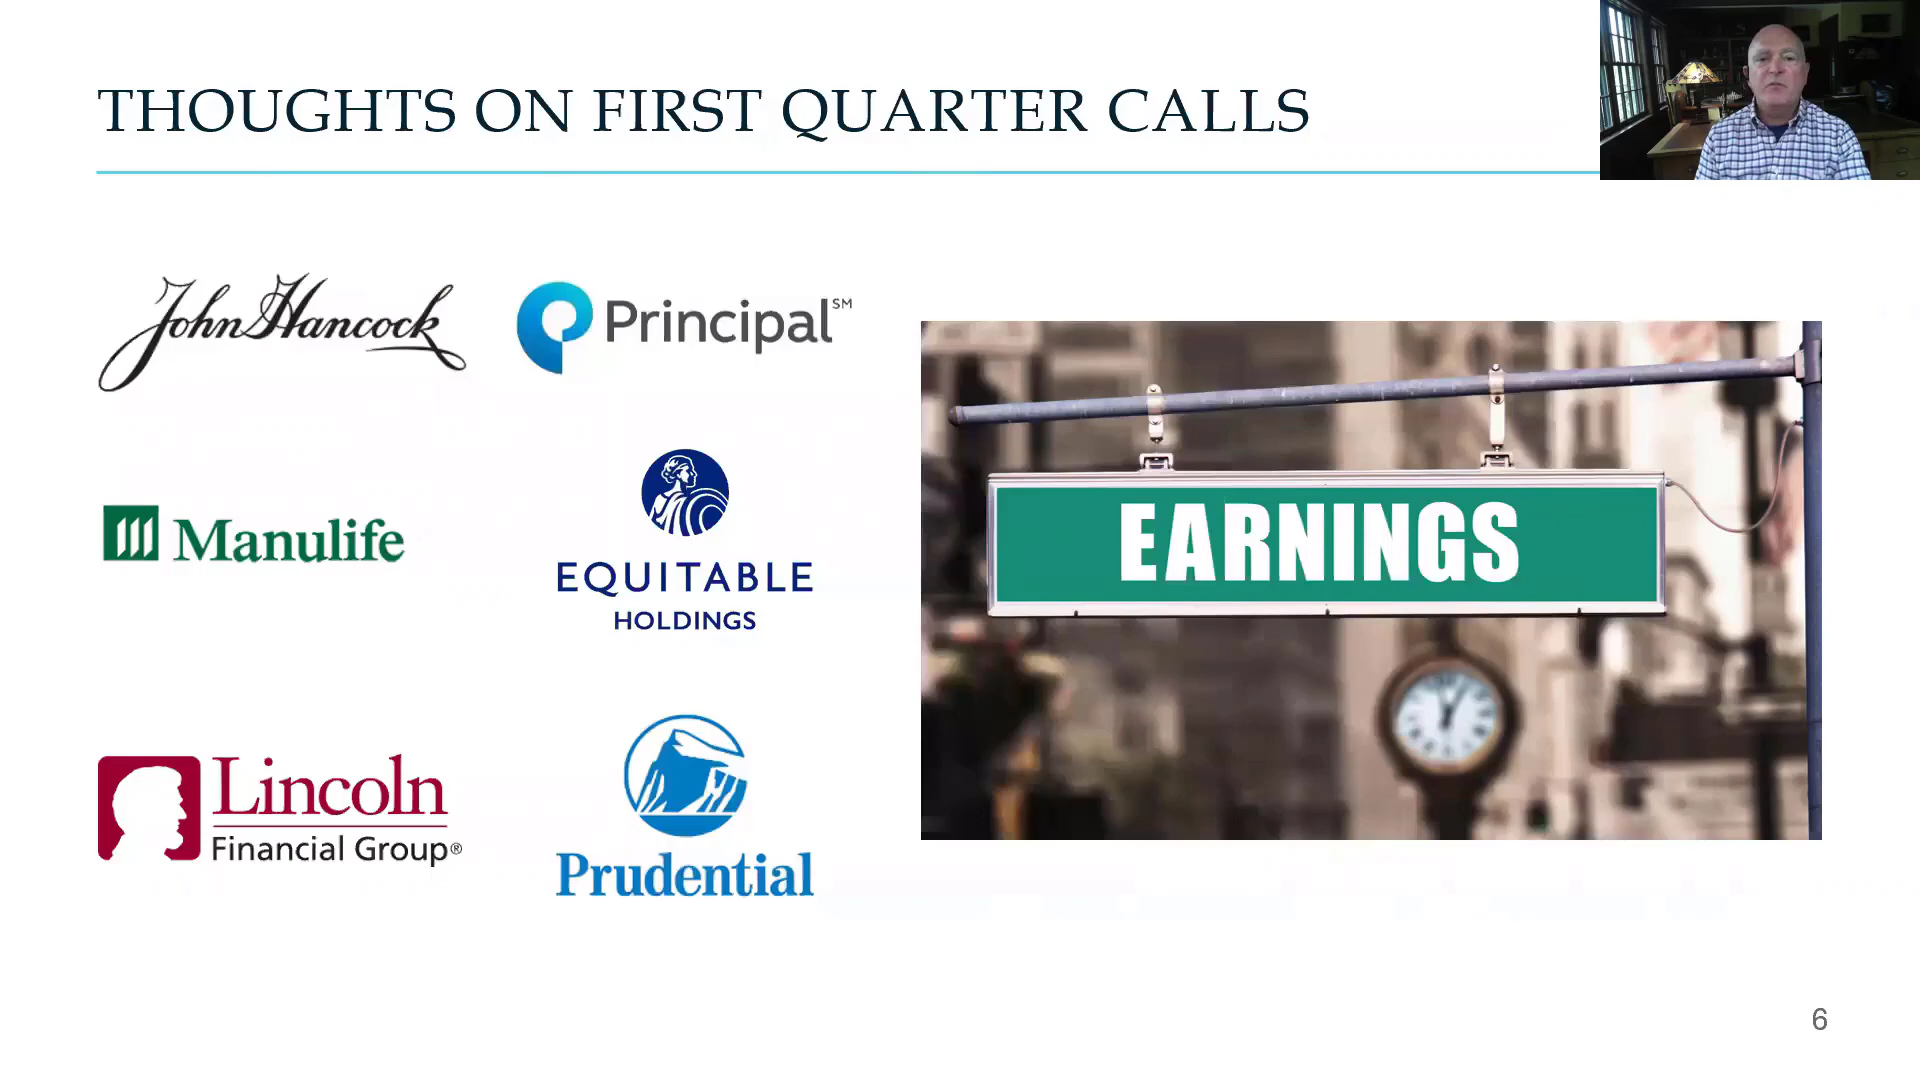 THOUGHTS ON FIRST QUARTER CALLS
John Hancock
Principal℠
Manulife
EQUITABLE
HOLDINGS
Lincoln
Financial Group®
Prudential
EARNINGS
6